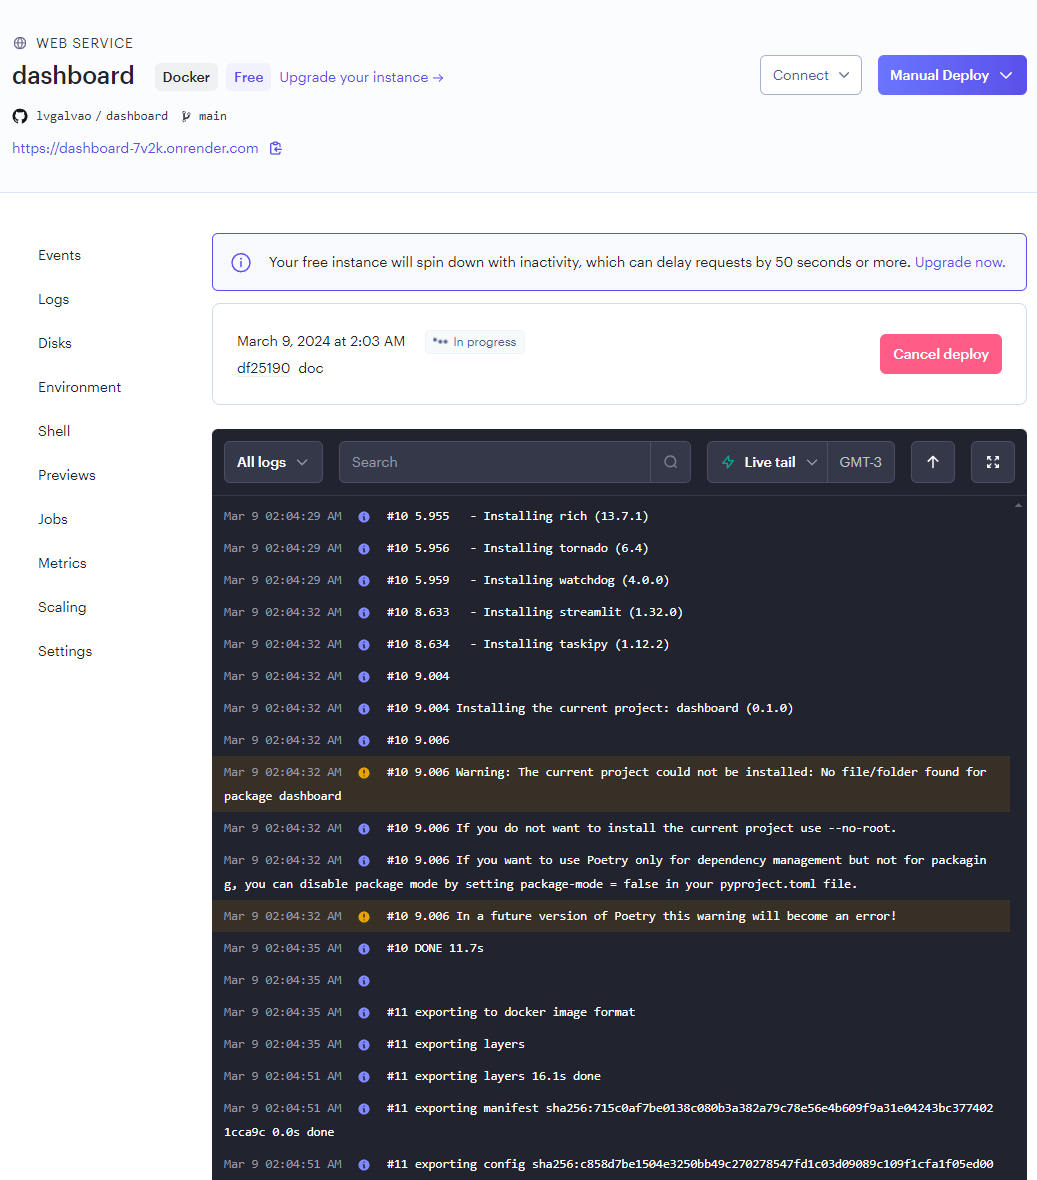 WEB SERVICE
dashboard Docker Free Upgrade your instance →
Connect Manual Deploy
lvgalvao / dashboard main
https://dashboard-7v2k.onrender.com
Events
Logs
Disks
Environment
Shell
Previews
Jobs
Metrics
Scaling
Settings
Your free instance will spin down with inactivity, which can delay requests by 50 seconds or more. Upgrade now.
March 9, 2024 at 2:03 AM In progress
df25190 doc
Cancel deploy
All logs Search Live tail GMT-3
Mar 9 02:04:29 AM #10 5.955 - Installing rich (13.7.1)
Mar 9 02:04:29 AM #10 5.956 - Installing tornado (6.4)
Mar 9 02:04:29 AM #10 5.959 - Installing watchdog (4.0.0)
Mar 9 02:04:32 AM #10 8.633 - Installing streamlit (1.32.0)
Mar 9 02:04:32 AM #10 8.634 - Installing taskipy (1.12.2)
Mar 9 02:04:32 AM #10 9.004
Mar 9 02:04:32 AM #10 9.004 Installing the current project: dashboard (0.1.0)
Mar 9 02:04:32 AM #10 9.006
Mar 9 02:04:32 AM #10 9.006 Warning: The current project could not be installed: No file/folder found for
package dashboard
Mar 9 02:04:32 AM #10 9.006 If you do not want to install the current project use --no-root.
Mar 9 02:04:32 AM #10 9.006 If you want to use Poetry only for dependency management but not for packagin
g, you can disable package mode by setting package-mode = false in your pyproject.toml file.
Mar 9 02:04:32 AM #10 9.006 In a future version of Poetry this warning will become an error!
Mar 9 02:04:35 AM #10 DONE 11.7s
Mar 9 02:04:35 AM
Mar 9 02:04:35 AM #11 exporting to docker image format
Mar 9 02:04:35 AM #11 exporting layers
Mar 9 02:04:51 AM #11 exporting layers 16.1s done
Mar 9 02:04:51 AM #11 exporting manifest sha256:715c0af7be0138c080b3a382a79c78e56e4b609f9a31e04243bc377402
1cca9c 0.0s done
Mar 9 02:04:51 AM #11 exporting config sha256:c858d7be1504e3250bb49c270278547fd1c03d09089c109f1cfa1f05ed00